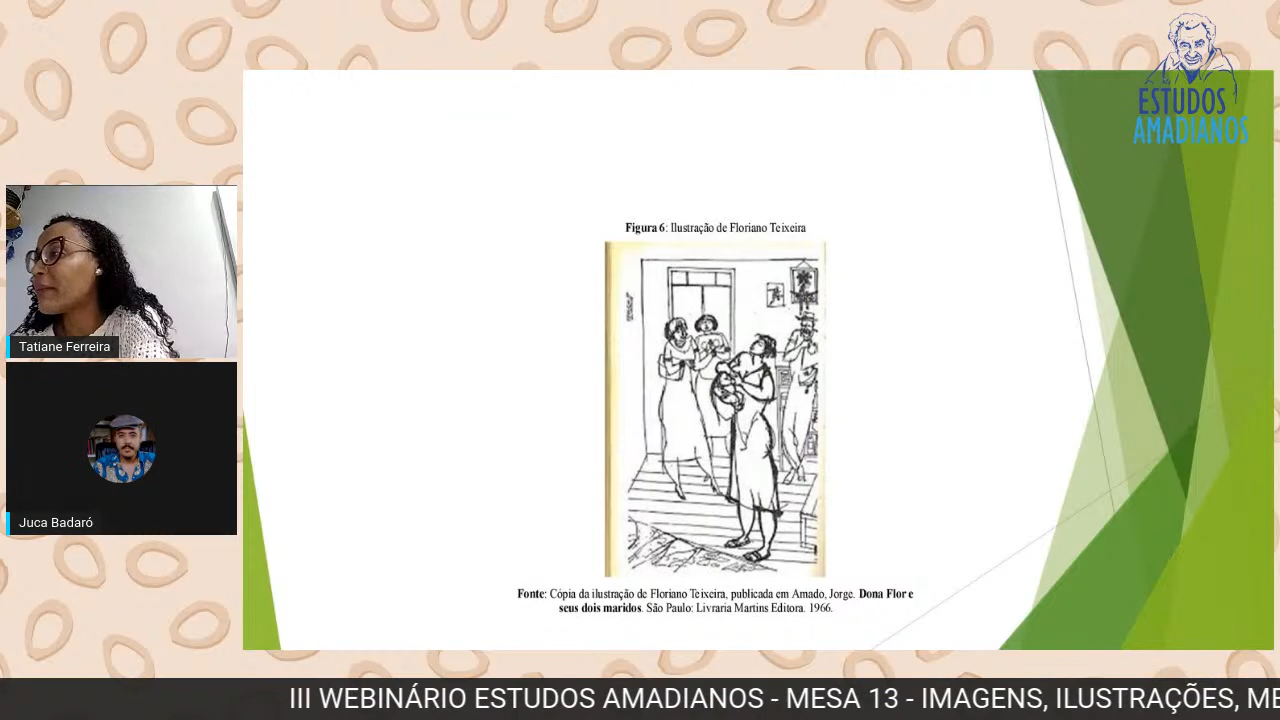 ESTUDOS
AMADIANOS
Figura 6: Ilustração de Floriano Teixeira
Tatiane Ferreira
Juca Badaró
Fonte: Cópia da ilustração de Floriano Teixeira, publicada em Amado, Jorge. Dona Flor e
seus dois maridos. São Paulo: Livraria Martins Editora. 1966.
III WEBINÁRIO ESTUDOS AMADIANOS - MESA 13 - IMAGENS, ILUSTRAÇÕES, ME